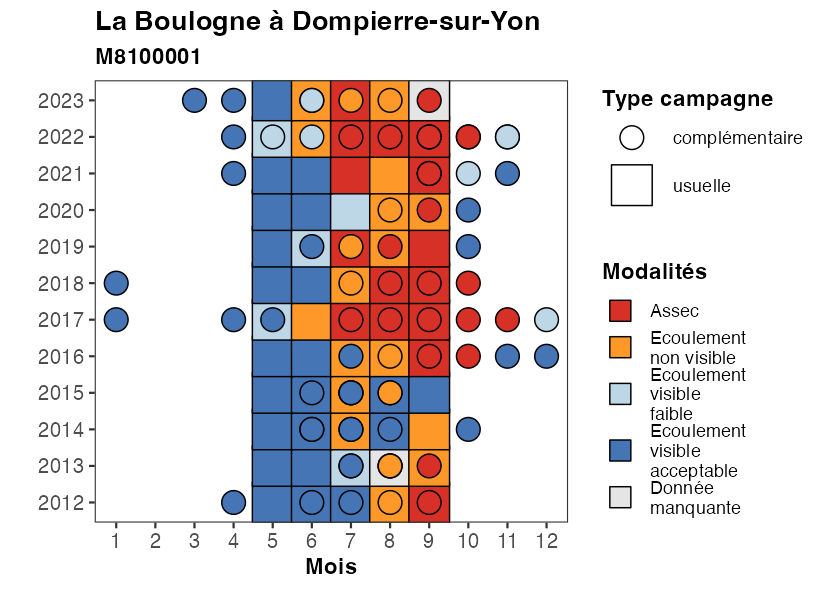 La Boulogne à Dompierre-sur-Yon
M8100001
2023
2022
2021
2020
2019
2018
2017
2016
2015
2014
2013
2012
1 2 3 4 5 6 7 8 9 10 11 12
Mois
Type campagne
complémentaire
usuelle
Modalités
Assec
Ecoulement
non visible
Ecoulement
visible
faible
Ecoulement
visible
acceptable
Donnée
manquante